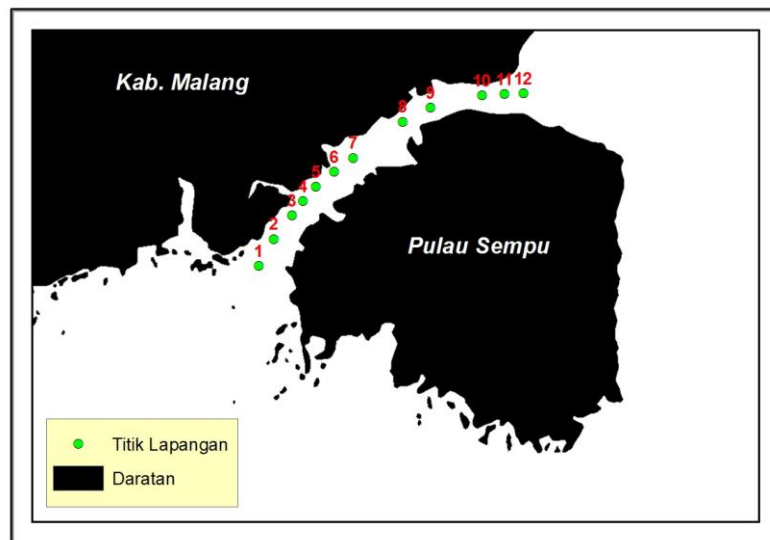 Kab. Malang
10 11 12
9
8
7
6
5
4
3
2
1
Pulau Sempu
Titik Lapangan
Daratan